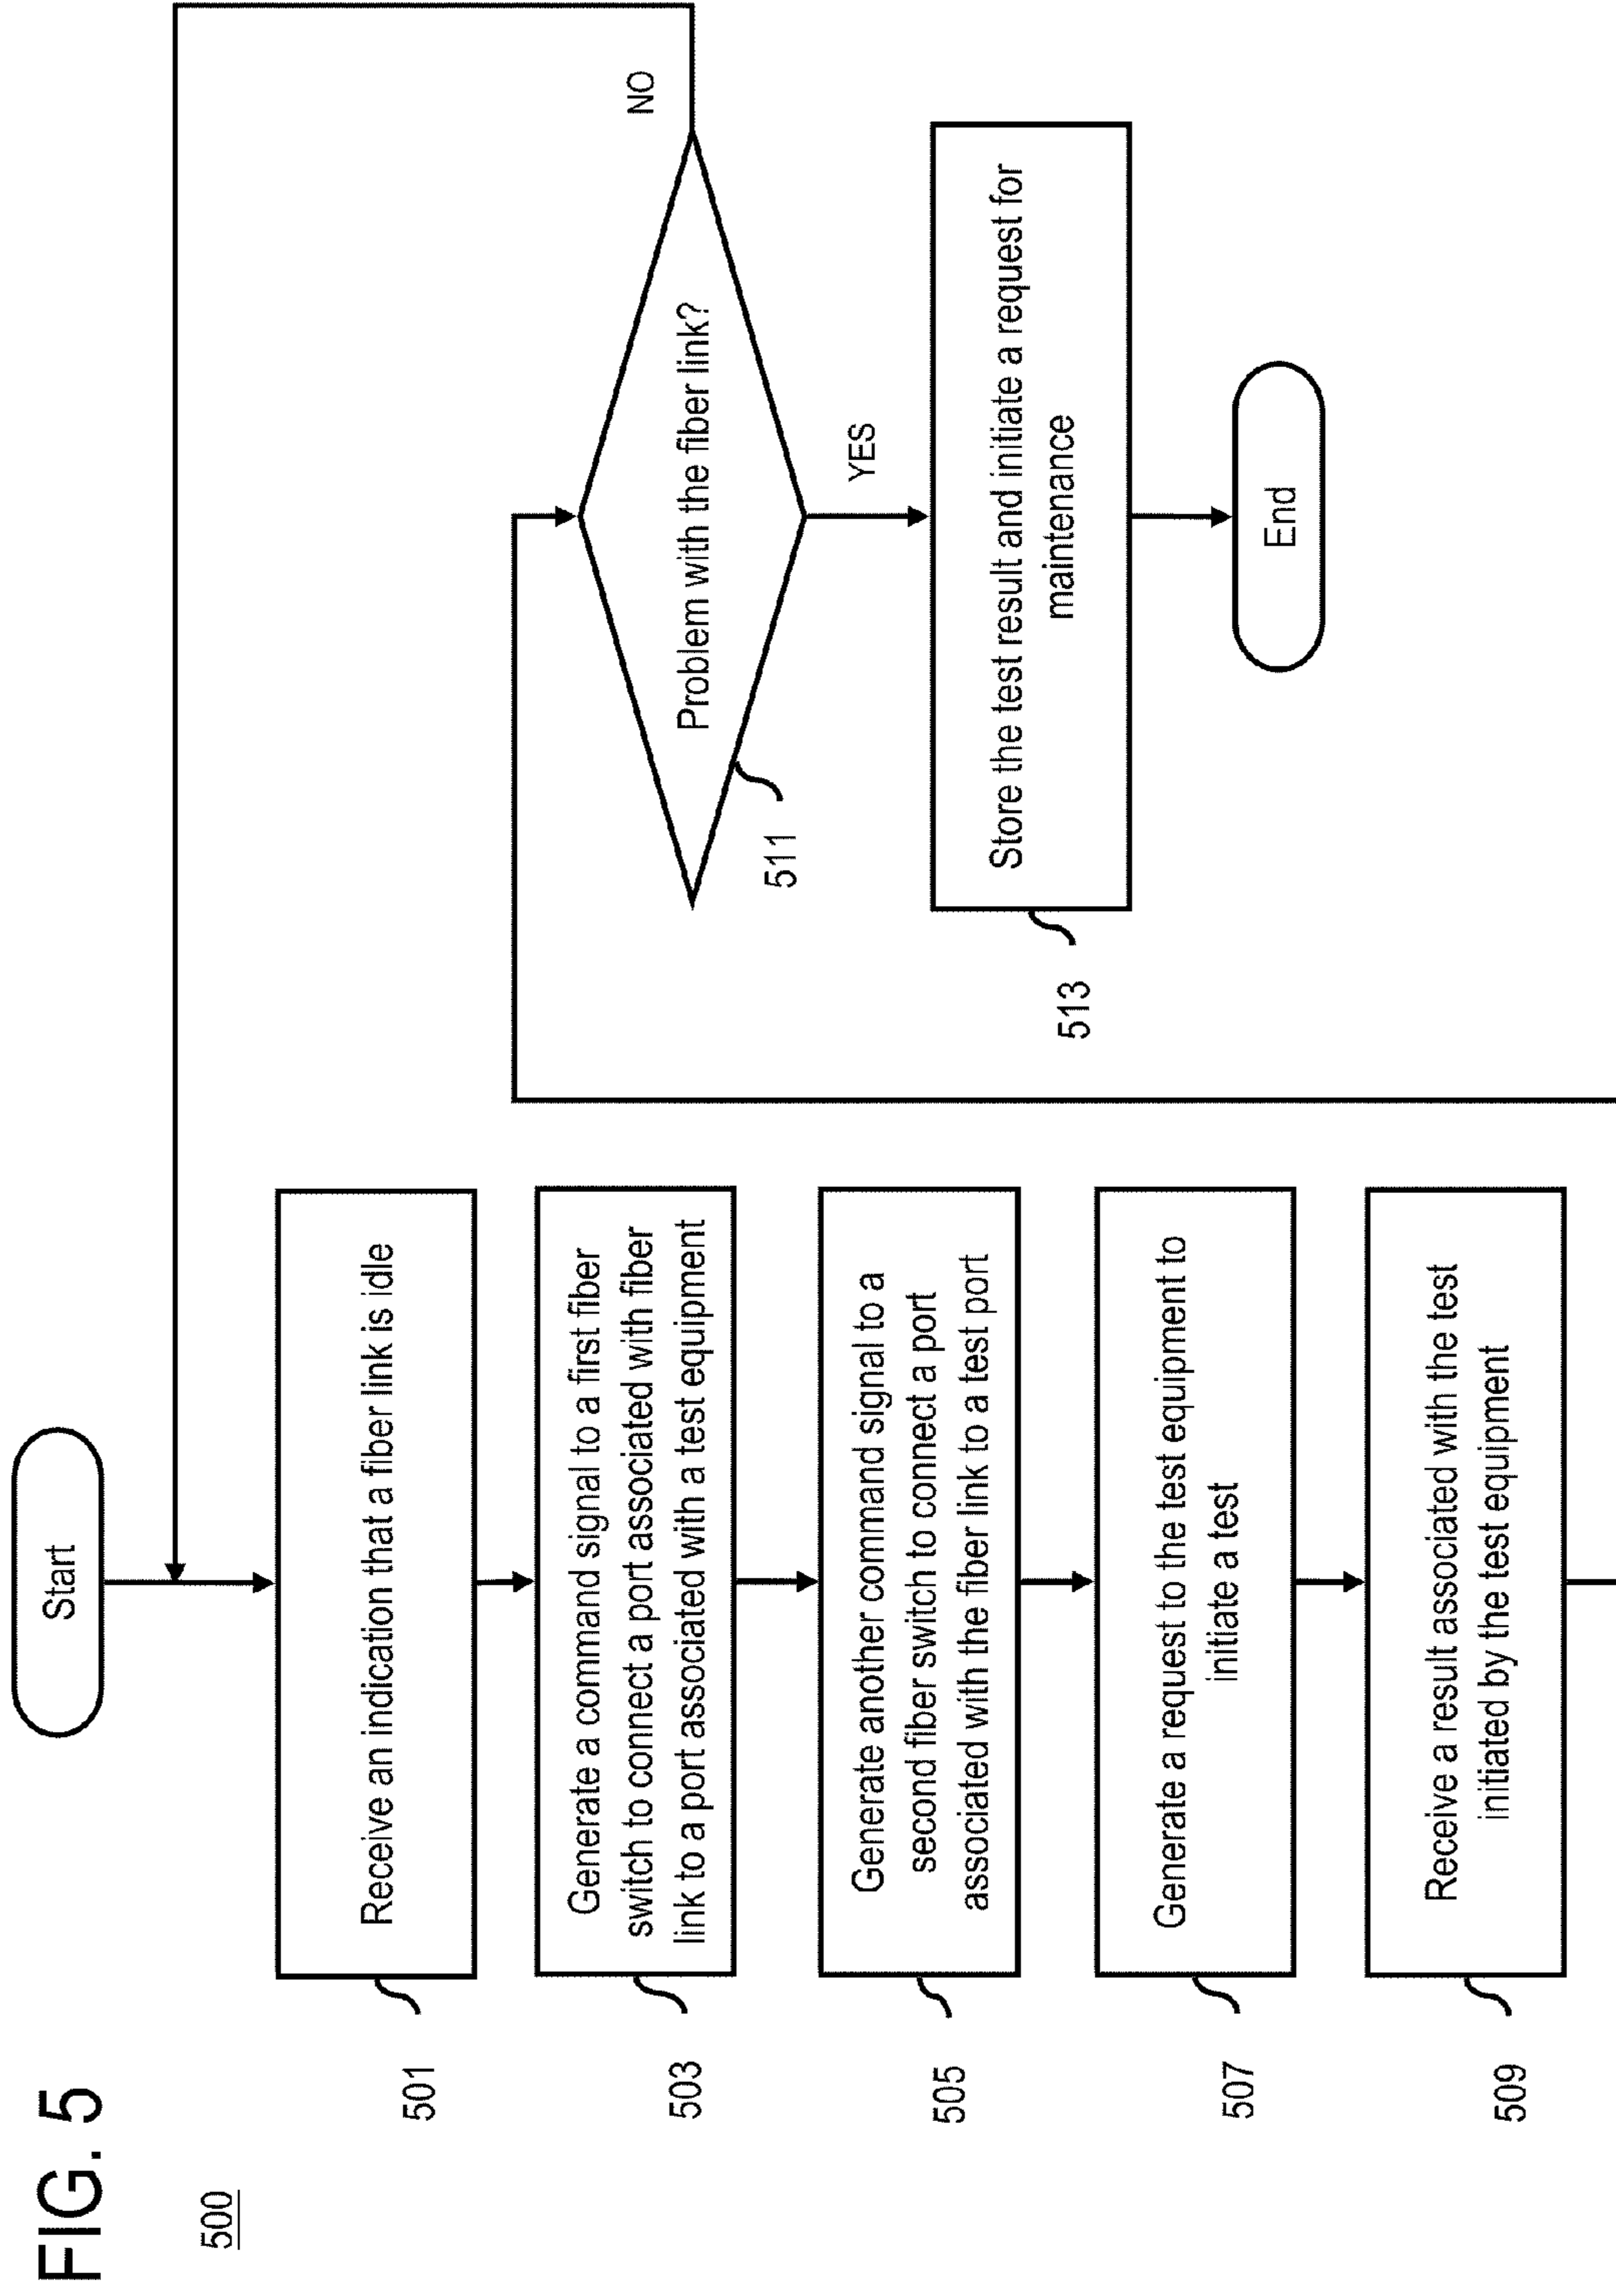 FIG. 5
500
Start
501
Receive an indication that a fiber link is idle
503
Generate a command signal to a first fiber
switch to connect a port associated with fiber
link to a port associated with a test equipment
505
Generate another command signal to a
second fiber switch to connect a port
associated with the fiber link to a test port
507
Generate a request to the test equipment to
initiate a test
509
Receive a result associated with the test
initiated by the test equipment
511
Problem with the fiber link?
NO
YES
513
Store the test result and initiate a request for
maintenance
End